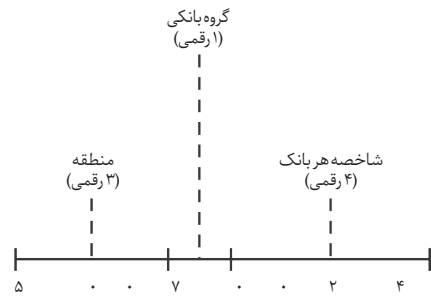 گروه بانکی
(۱ رقمی)
منطقه
(۳ رقمی)
شاخصه هر بانک
(۴ رقمی)
۵ ۰ ۰ ۷ ۰ ۰ ۲ ۴